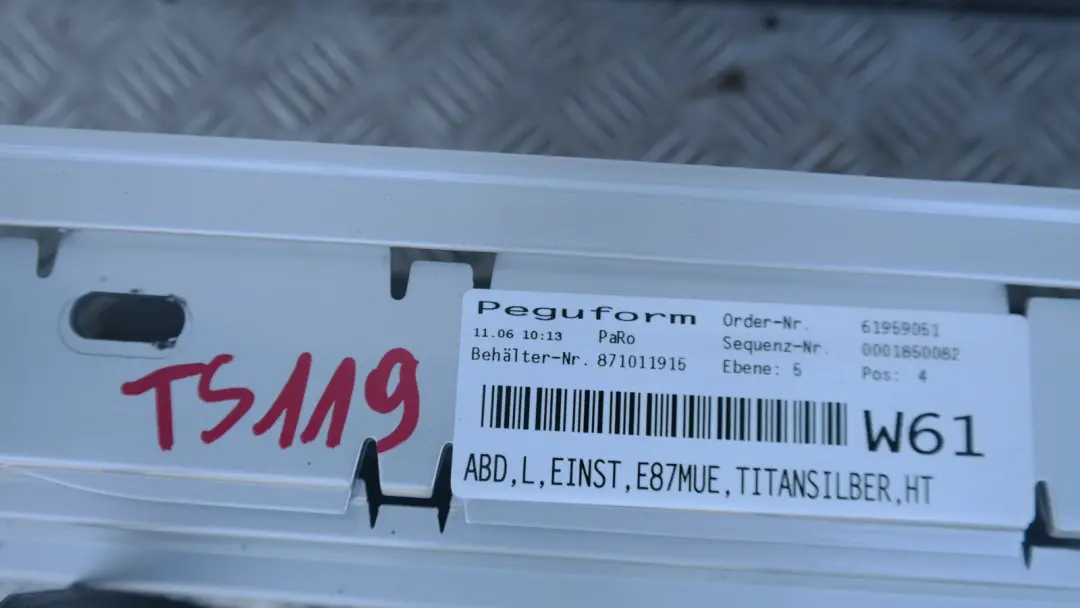 TS119
Peguform
11.06 10:13 PaRo
Behälter-Nr. 871011915
Order-Nr. 61959051
Sequenz-Nr. 0001850082
Ebene: 5 Pos: 4
W61
ABD,L,EINST,E87MUE,TITANSILBER,HT